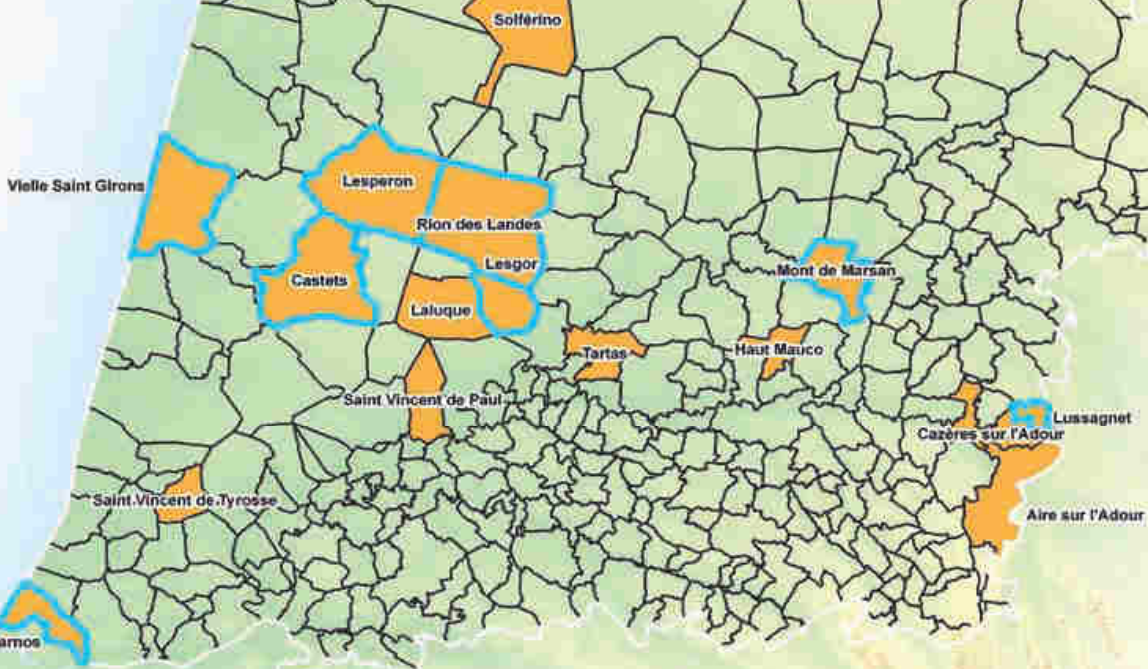 Solférino
Vielle Saint Girons
Lesperon
Rion des Landes
Lesgor
Castets
Mont de Marsan
Laluque
Tartas
Haut Mauco
Saint Vincent de Paul
Lussagnet
Cazères sur l'Adour
Saint Vincent de Tyrosse
Aire sur l'Adour
arnos